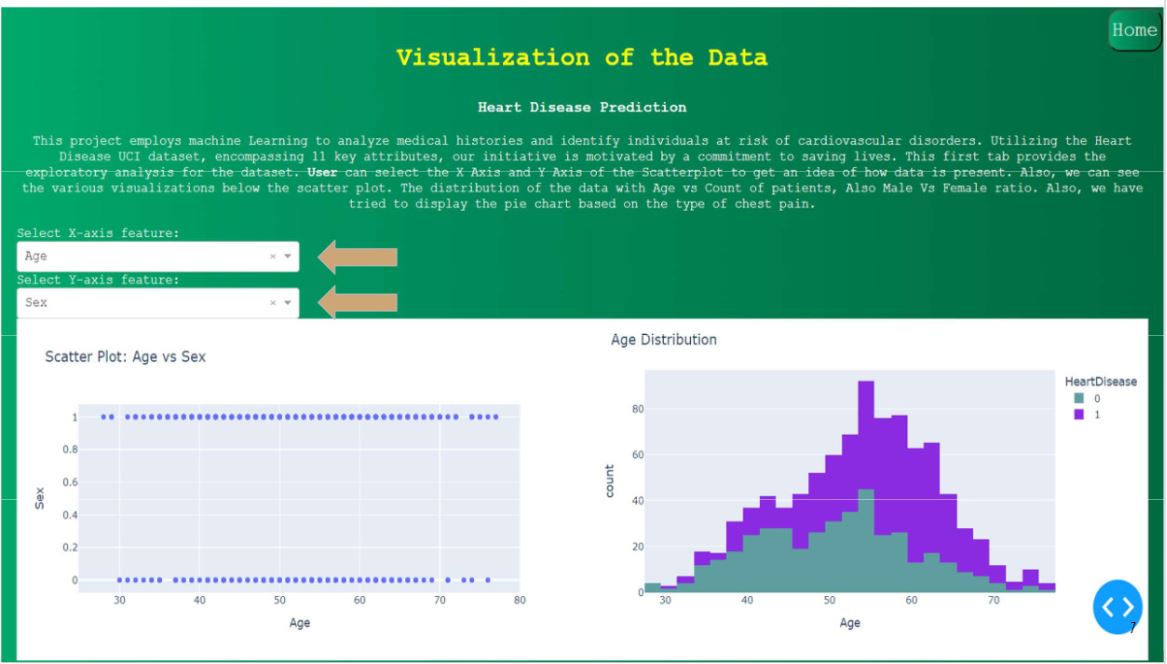 Home
Visualization of the Data
Heart Disease Prediction
This project employs machine Learning to analyze medical histories and identify individuals at risk of cardiovascular disorders. Utilizing the Heart
Disease UCI dataset, encompassing 11 key attributes, our initiative is motivated by a commitment to saving lives. This first tab provides the
exploratory analysis for the dataset. User can select the X Axis and Y Axis of the Scatterplot to get an idea of how data is present. Also, we can see
the various visualizations below the scatter plot. The distribution of the data with Age vs Count of patients, Also Male Vs Female ratio. Also, we have
tried to display the pie chart based on the type of chest pain.
Select X-axis feature:
Age × ▼
Select Y-axis feature:
Sex × ▼
Scatter Plot: Age vs Sex
1
0.8
0.6
0.4
0.2
0
Sex
30 40 50 60 70 80
Age
Age Distribution
80
60
40
20
0
count
30 40 50 60 70
Age
HeartDisease
0
1
7